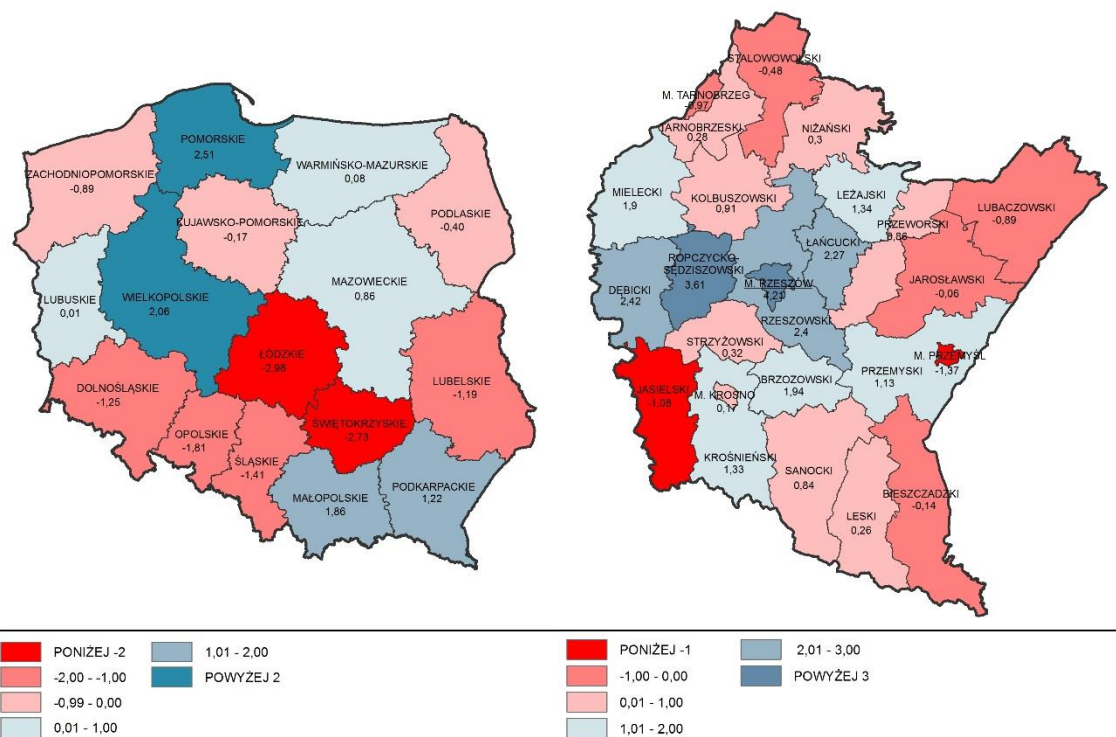 POMORSKIE
2,51
WARMIŃSKO-MAZURSKIE
0,08
ZACHODNIOPOMORSKIE
-0,89
KUJAWSKO-POMORSKIE
-0,17
PODLASKIE
-0,40
MAZOWIECKIE
0,86
LUBUSKIE
0,01
WIELKOPOLSKIE
2,06
ŁÓDZKIE
-2,98
DOLNOŚLĄSKIE
-1,25
LUBELSKIE
-1,19
OPOLSKIE
-1,81
ŚWIĘTOKRZYSKIE
-2,73
ŚLĄSKIE
-1,41
MAŁOPOLSKIE
1,86
PODKARPACKIE
1,22
STALOWOWOLSKI
-0,48
M. TARNOBRZEG
-0,97
TARNOBRZESKI
0,28
NIŻAŃSKI
0,3
MIELECKI
1,9
KOLBUSZOWSKI
0,91
LEŻAJSKI
1,34
LUBACZOWSKI
-0,89
PRZEWORSKI
0,86
ROPCZYCKO-
SĘDZISZOWSKI
3,61
ŁAŃCUCKI
2,27
DĘBICKI
2,42
M. RZESZÓW
4,21
JAROSŁAWSKI
-0,06
RZESZOWSKI
2,4
STRZYŻOWSKI
0,32
M. PRZEMYŚL
-1,37
PRZEMYSKI
1,13
JASIELSKI
-1,08
M. KROSNO
0,17
BRZOZOWSKI
1,94
KROŚNIEŃSKI
1,33
SANOCKI
0,84
BIESZCZADZKI
-0,14
LESKI
0,26
PONIŻEJ -2
-2,00 - -1,00
-0,99 - 0,00
0,01 - 1,00
1,01 - 2,00
POWYŻEJ 2
PONIŻEJ -1
-1,00 - 0,00
0,01 - 1,00
1,01 - 2,00
2,01 - 3,00
POWYŻEJ 3